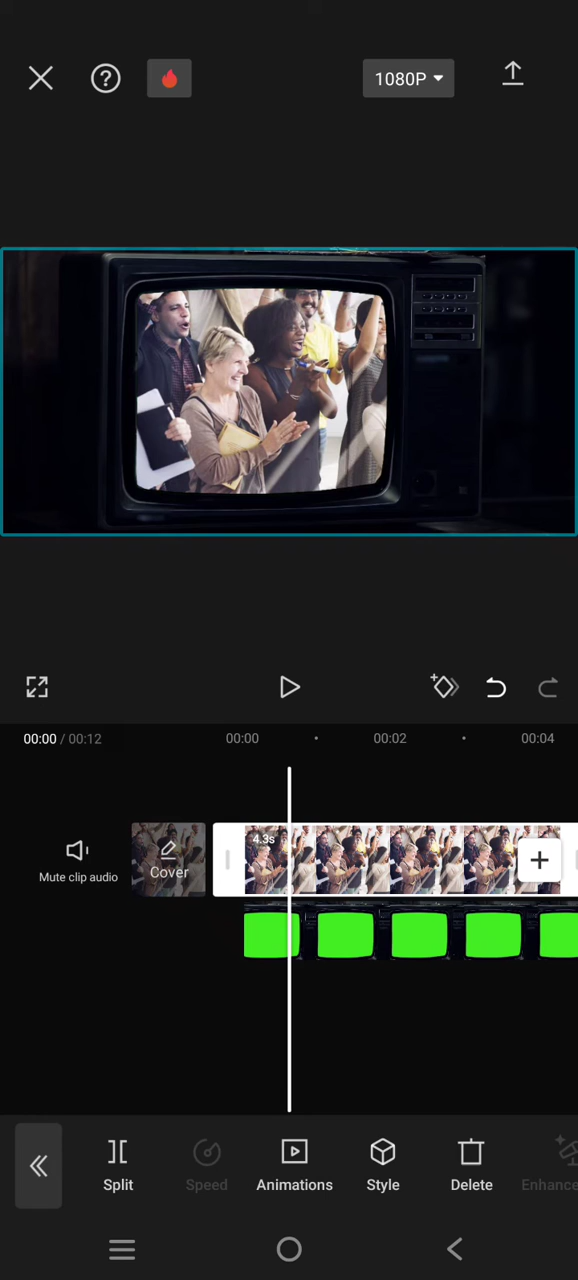 1080P
00:00 / 00:12
00:00
00:02
00:04
Mute clip audio
Cover
4.3s
Split
Speed
Animations
Style
Delete
Enhance